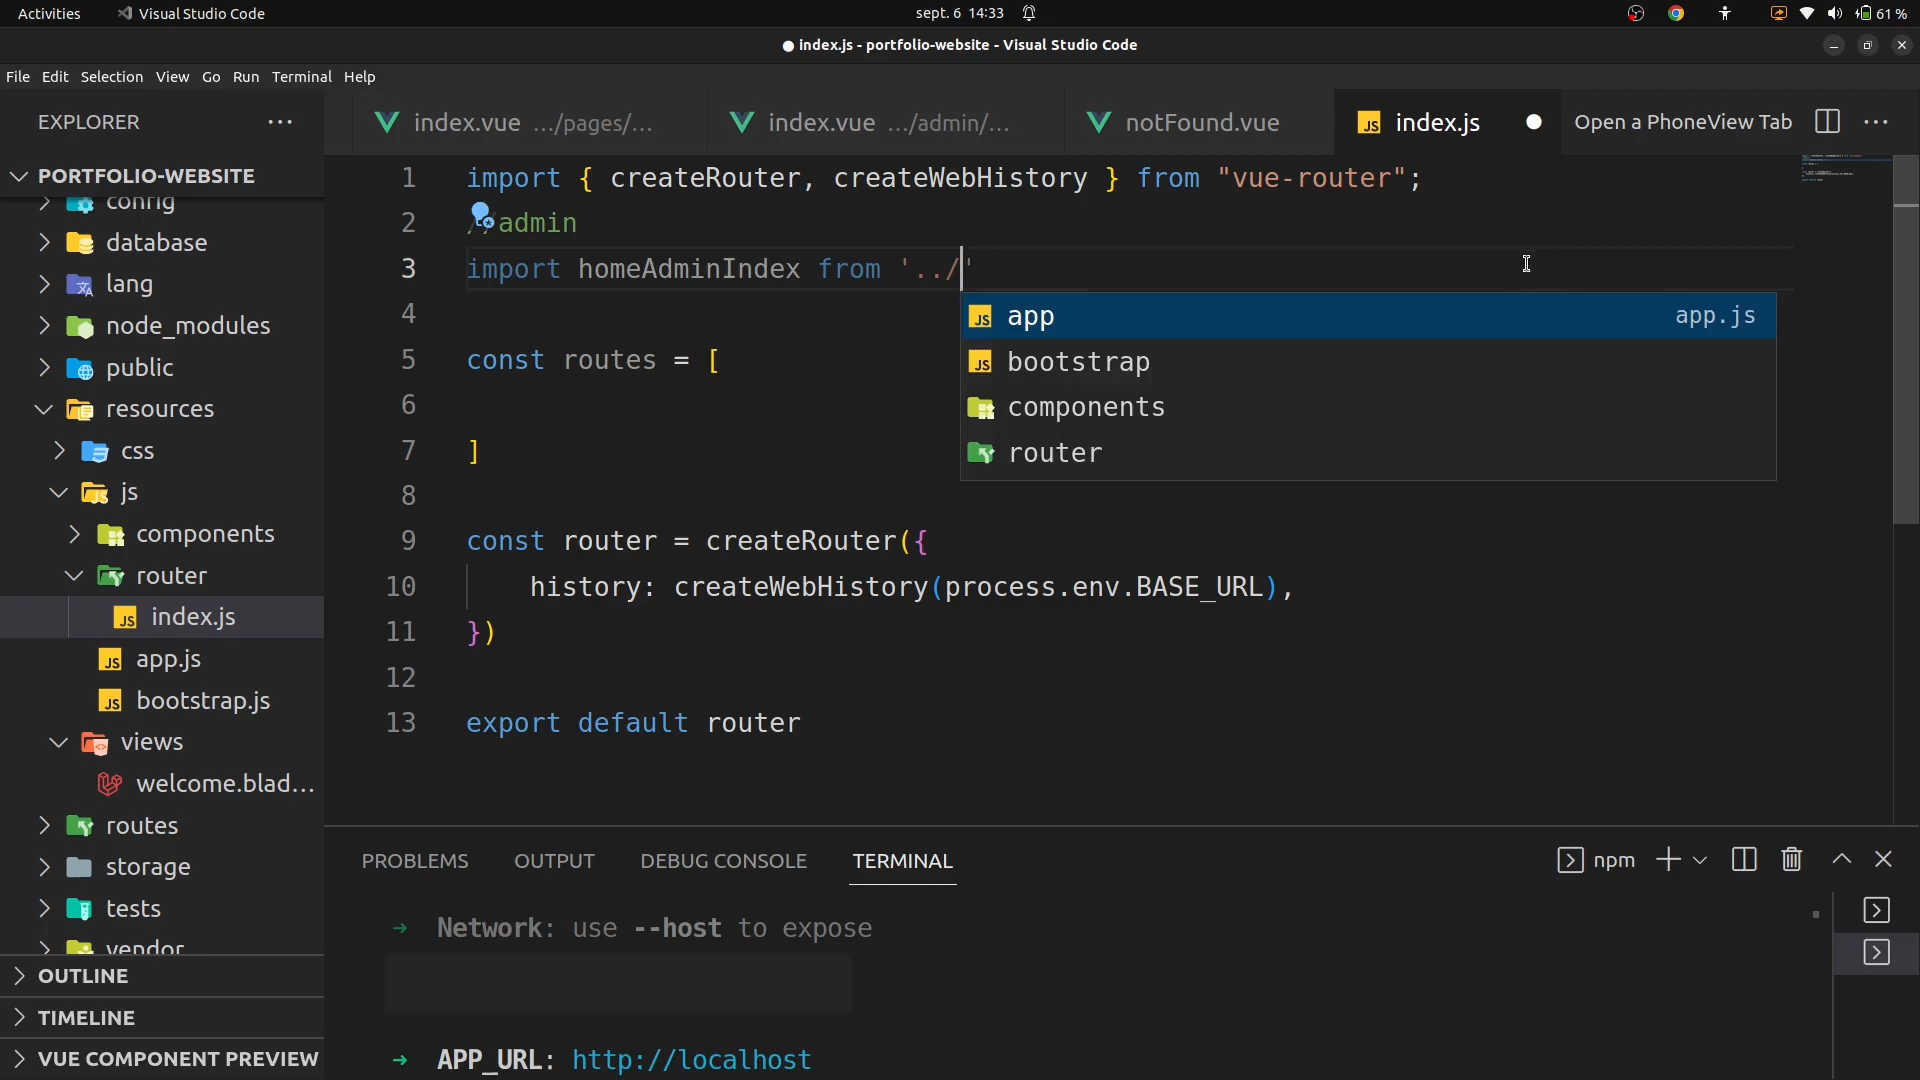 Activities
Visual Studio Code
sept. 6 14:33
61 %
● index.js - portfolio-website - Visual Studio Code
File Edit Selection View Go Run Terminal Help
EXPLORER
index.vue .../pages/...
index.vue .../admin/...
notFound.vue
JS index.js
Open a PhoneView Tab
PORTFOLIO-WEBSITE
config
database
lang
node_modules
public
resources
css
js
components
router
JS index.js
JS app.js
JS bootstrap.js
views
welcome.blad...
routes
storage
tests
vendor
OUTLINE
TIMELINE
VUE COMPONENT PREVIEW
1 import { createRouter, createWebHistory } from "vue-router";
2 //admin
3 import homeAdminIndex from '../'
4
5 const routes = [
6
7 ]
8
9 const router = createRouter({
10 history: createWebHistory(process.env.BASE_URL),
11 })
12
13 export default router
JS app app.js
JS bootstrap
components
router
PROBLEMS OUTPUT DEBUG CONSOLE TERMINAL
npm
➜ Network: use --host to expose
➜ APP_URL: http://localhost